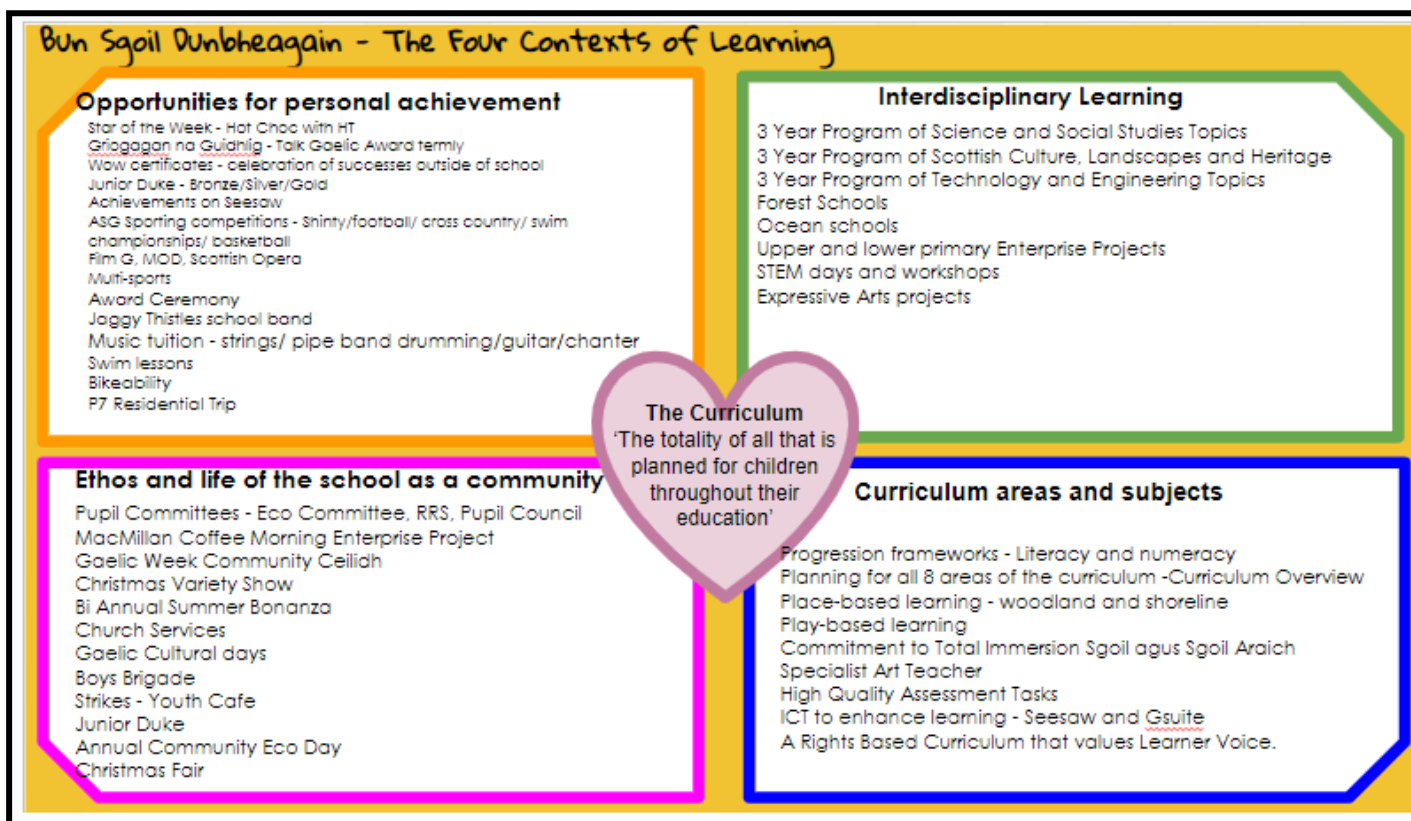 Bun Sgoil Dunbheagain - The Four Contexts of Learning
Opportunities for personal achievement
Star of the Week - Hot Choc with HT
Griogagan na Guidhlig - Talk Gaelic Award termly
Wow certificates - celebration of successes outside of school
Junior Duke - Bronze/Silver/Gold
Achievements on Seesaw
ASG Sporting competitions - Shinty/football/ cross country/ swim
championships/ basketball
Film G, MOD, Scottish Opera
Multi-sports
Award Ceremony
Jaggy Thistles school band
Music tuition - strings/ pipe band drumming/guitar/chanter
Swim lessons
Bikeability
P7 Residential Trip
Interdisciplinary Learning
3 Year Program of Science and Social Studies Topics
3 Year Program of Scottish Culture, Landscapes and Heritage
3 Year Program of Technology and Engineering Topics
Forest Schools
Ocean schools
Upper and lower primary Enterprise Projects
STEM days and workshops
Expressive Arts projects
The Curriculum
‘The totality of all that is
planned for children
throughout their
education’
Ethos and life of the school as a community
Pupil Committees - Eco Committee, RRS, Pupil Council
MacMillan Coffee Morning Enterprise Project
Gaelic Week Community Ceilidh
Christmas Variety Show
Bi Annual Summer Bonanza
Church Services
Gaelic Cultural days
Boys Brigade
Strikes - Youth Cafe
Junior Duke
Annual Community Eco Day
Christmas Fair
Curriculum areas and subjects
Progression frameworks - Literacy and numeracy
Planning for all 8 areas of the curriculum -Curriculum Overview
Place-based learning - woodland and shoreline
Play-based learning
Commitment to Total Immersion Sgoil agus Sgoil Araich
Specialist Art Teacher
High Quality Assessment Tasks
ICT to enhance learning - Seesaw and Gsuite
A Rights Based Curriculum that values Learner Voice.